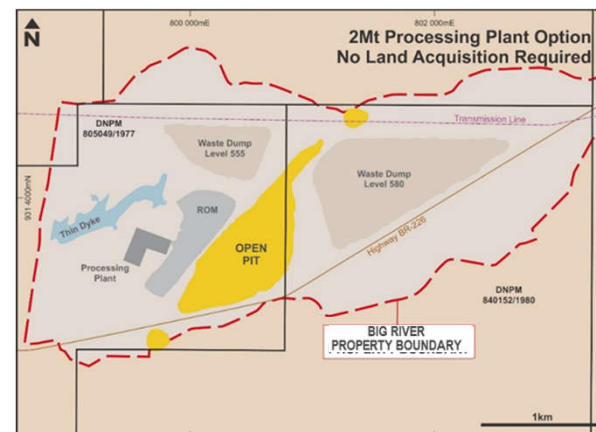 800 000mE
802 000mE
N
2Mt Processing Plant Option
No Land Acquisition Required
DNPM
805049/1977
Transmission Line
Waste Dump
Level 555
Waste Dump
Level 580
931 4000mN
Thin Dyke
ROM
OPEN
PIT
Processing
Plant
Highway BR-226
DNPM
840152/1980
BIG RIVER
PROPERTY BOUNDARY
1km